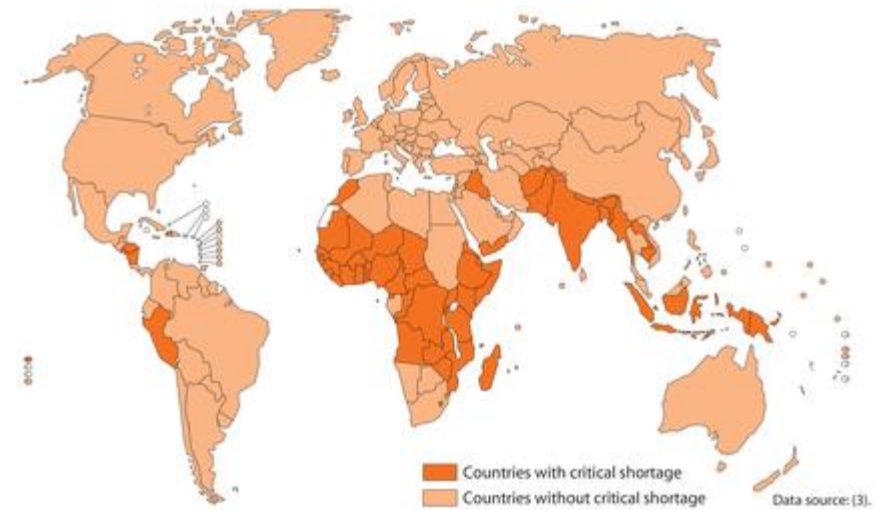 Countries with critical shortage
Countries without critical shortage
Data source: (3).